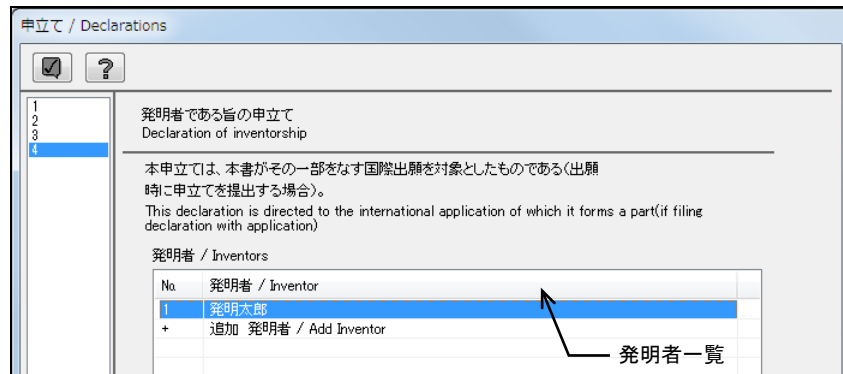 申立て / Declarations
?
1
2
3
4
発明者である旨の申立て
Declaration of inventorship
本申立ては、本書がその一部をなす国際出願を対象としたものである(出願
時に申立てを提出する場合)。
This declaration is directed to the international application of which it forms a part(if filing
declaration with application)
発明者 / Inventors
No. 発明者 / Inventor
1 発明太郎
+ 追加 発明者 / Add Inventor
発明者一覧